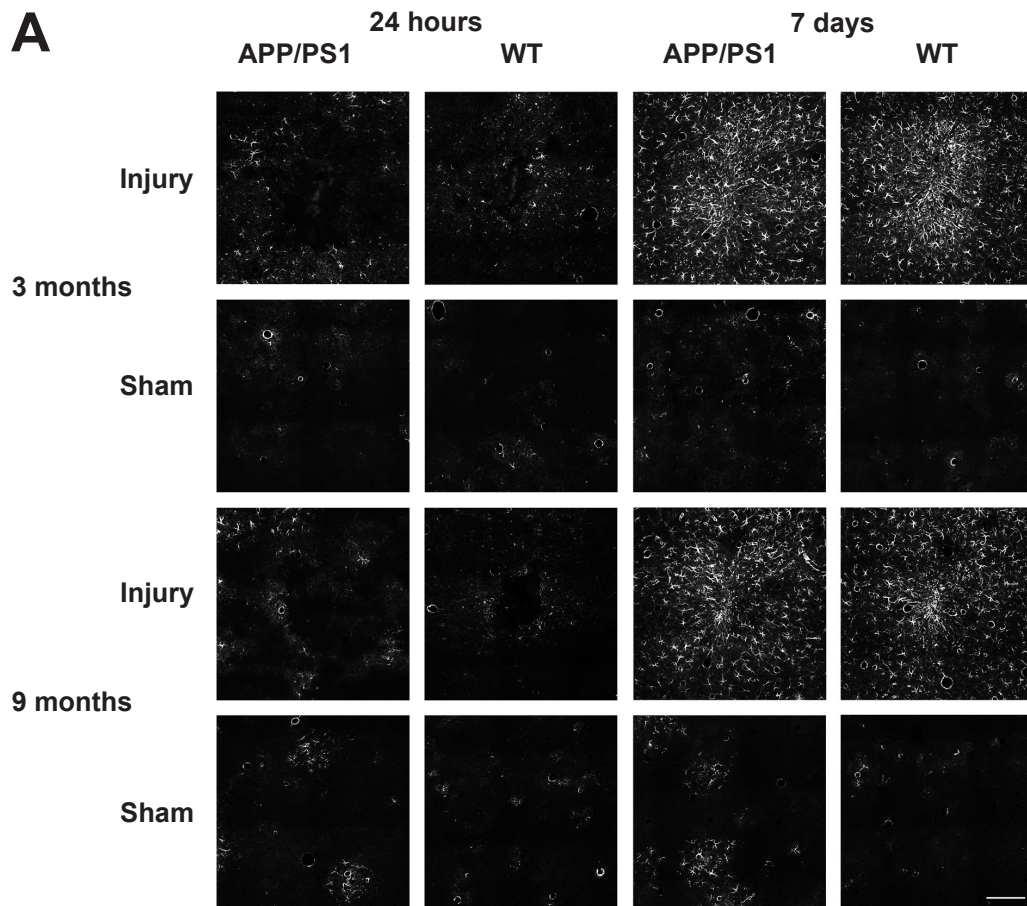 A
24 hours
7 days
APP/PS1
WT
APP/PS1
WT
Injury
3 months
Sham
Injury
9 months
Sham